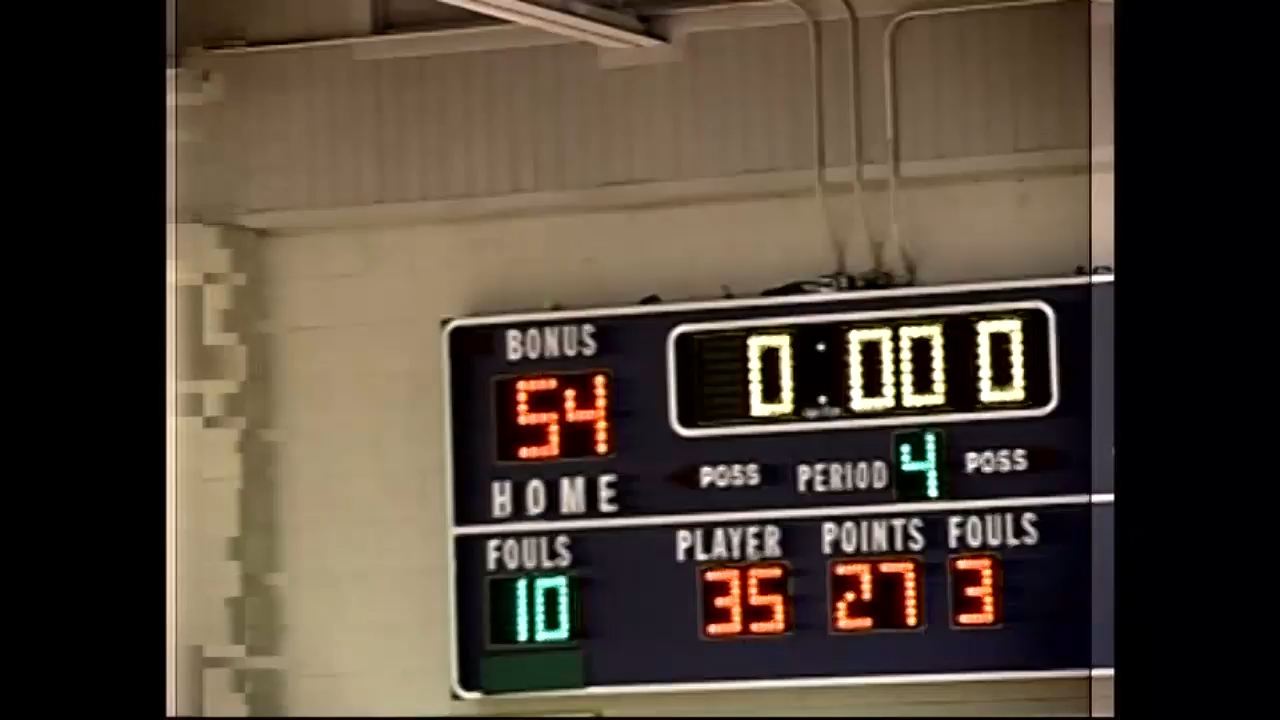 BONUS
0:00 0
54
HOME
POSS PERIOD 4 POSS
FOULS PLAYER POINTS FOULS
10 35 27 3